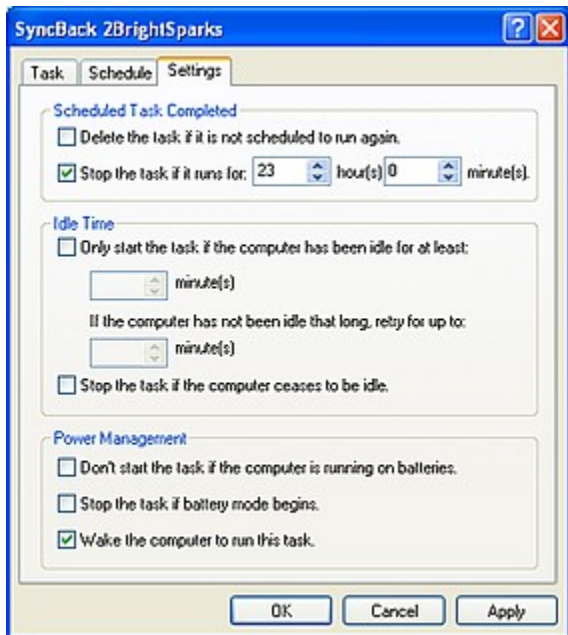 SyncBack 2BrightSparks
Task Schedule Settings
Scheduled Task Completed
Delete the task if it is not scheduled to run again.
Stop the task if it runs for: 23 hour(s) 0 minute(s).
Idle Time
Only start the task if the computer has been idle for at least:
minute(s)
If the computer has not been idle that long, retry for up to:
minute(s)
Stop the task if the computer ceases to be idle.
Power Management
Don't start the task if the computer is running on batteries.
Stop the task if battery mode begins.
Wake the computer to run this task.
OK Cancel Apply